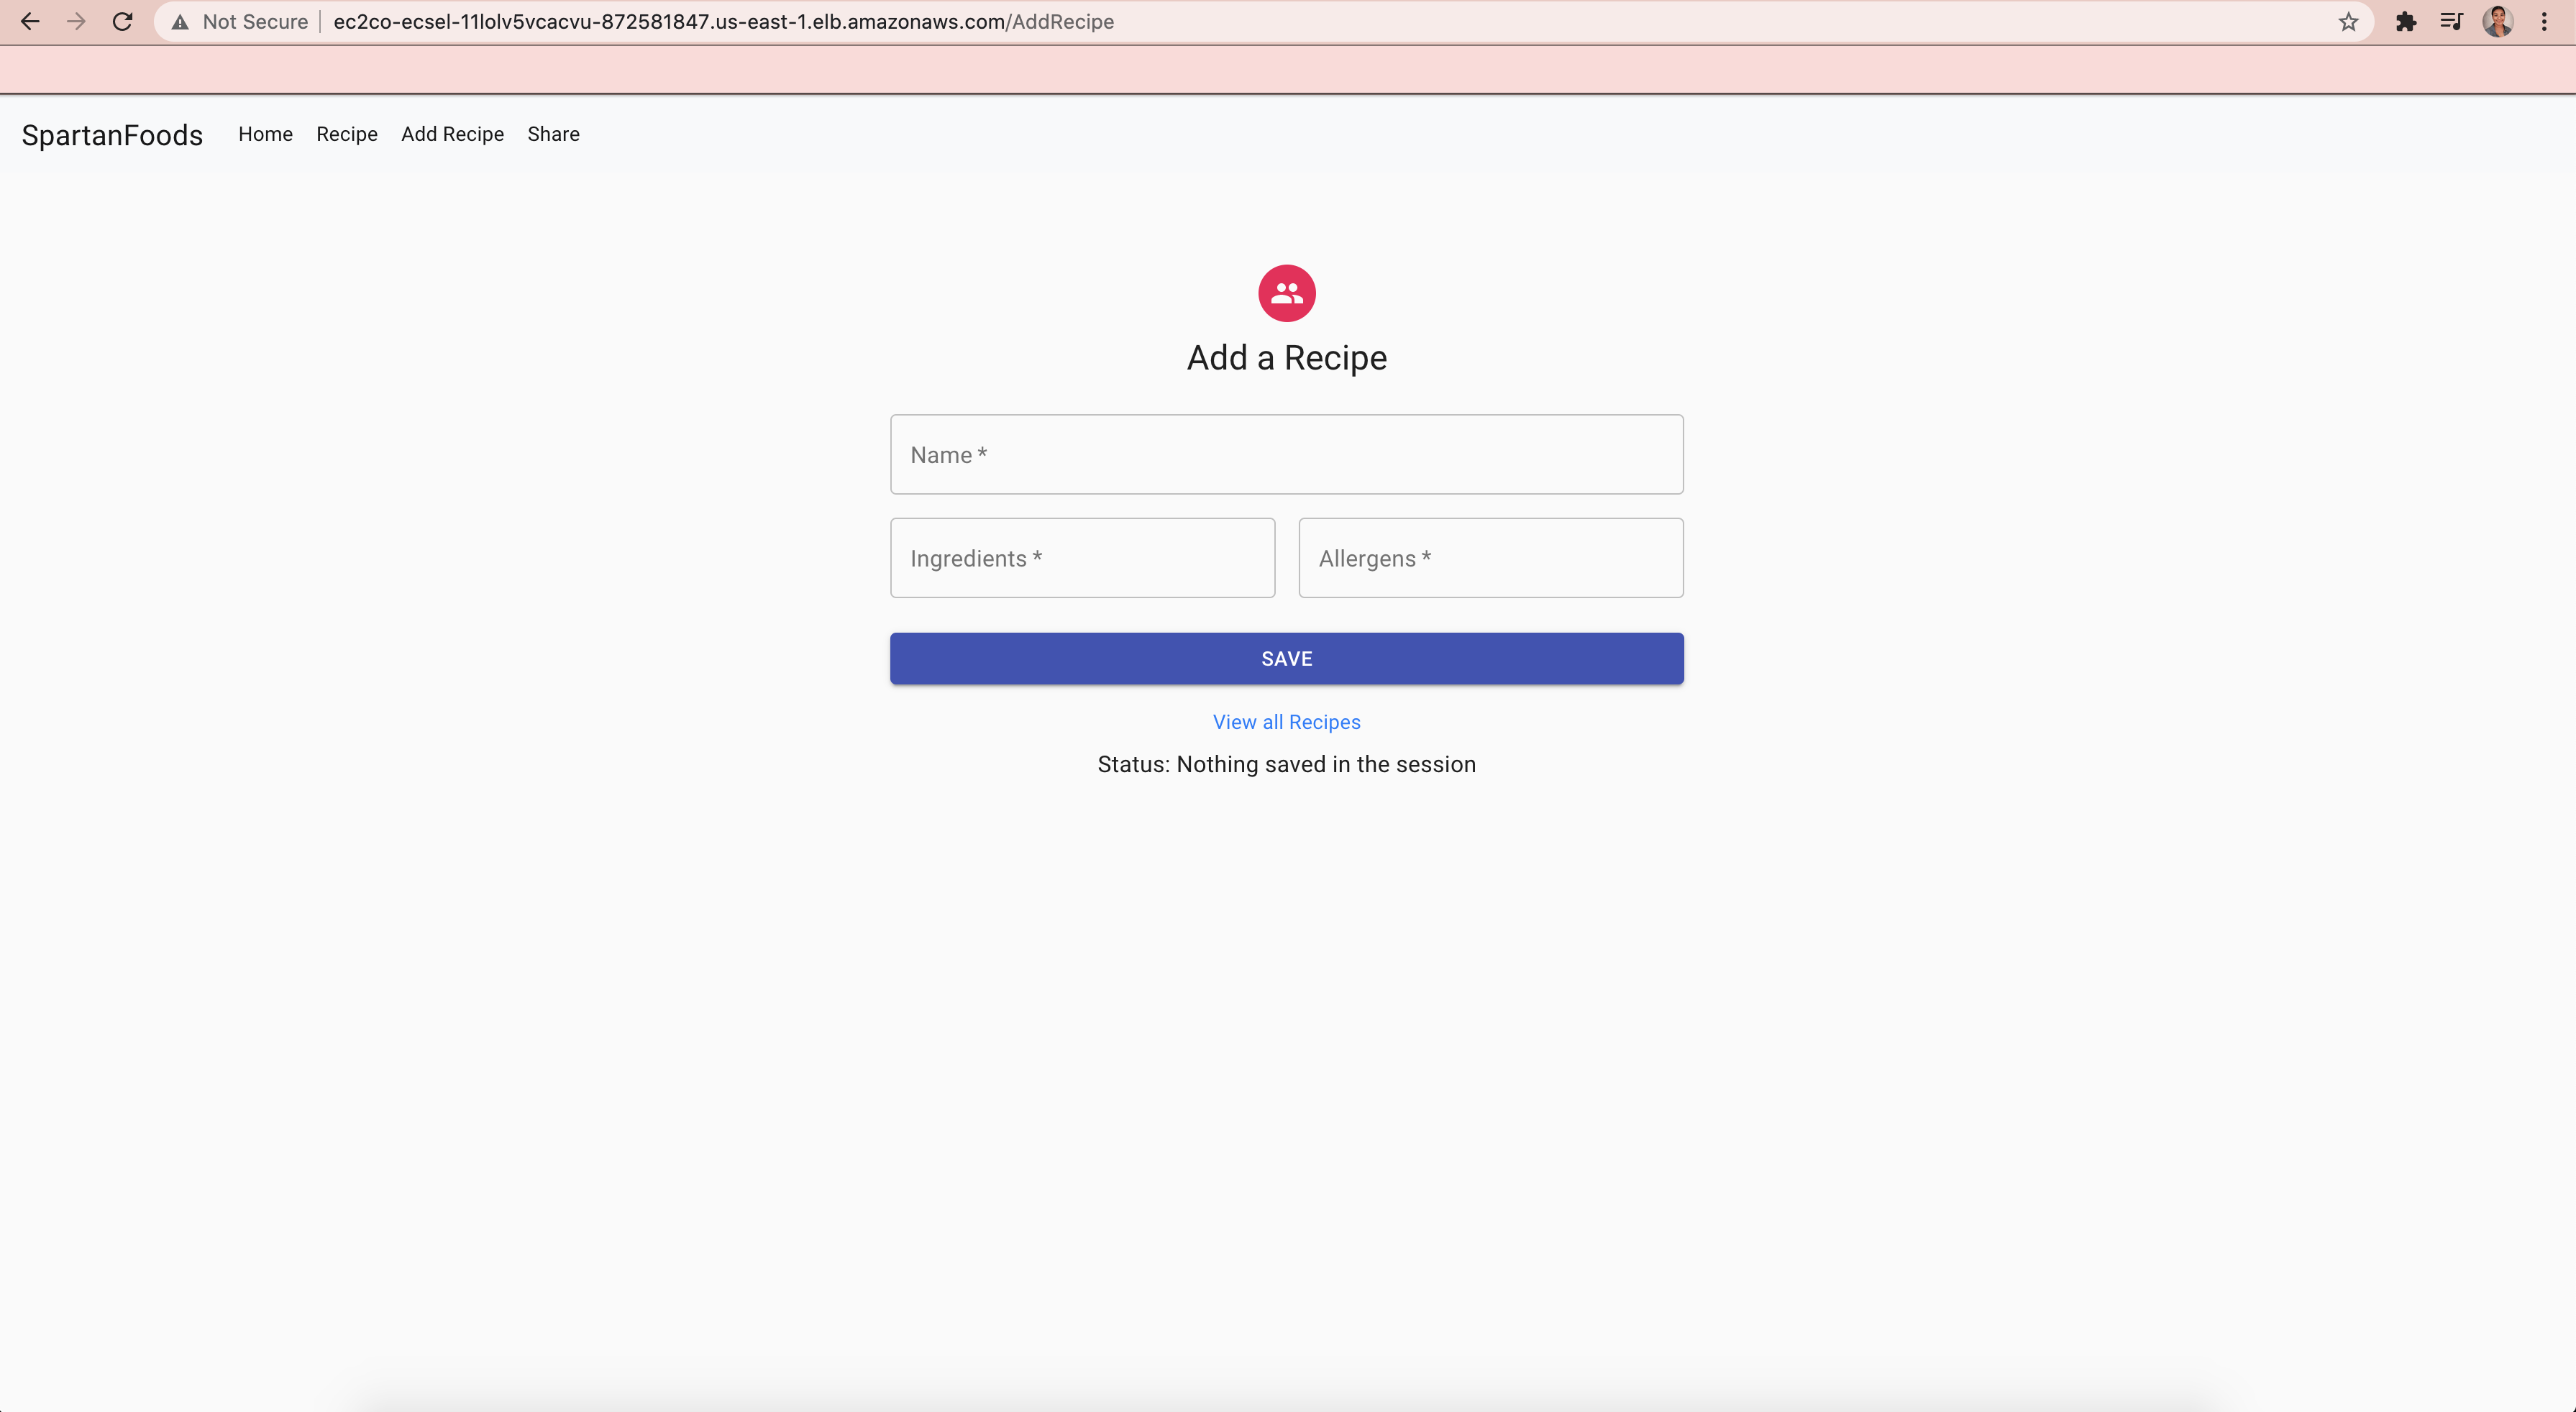 Not Secure ec2co-ecsel-11lolv5vcacvu-872581847.us-east-1.elb.amazonaws.com/AddRecipe
SpartanFoods Home Recipe Add Recipe Share
Add a Recipe
Name *
Ingredients * Allergens *
SAVE
View all Recipes
Status: Nothing saved in the session